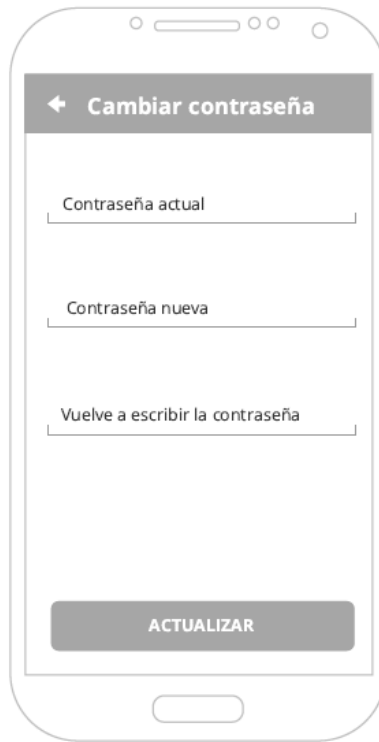 Cambiar contraseña
Contraseña actual
Contraseña nueva
Vuelve a escribir la contraseña
ACTUALIZAR